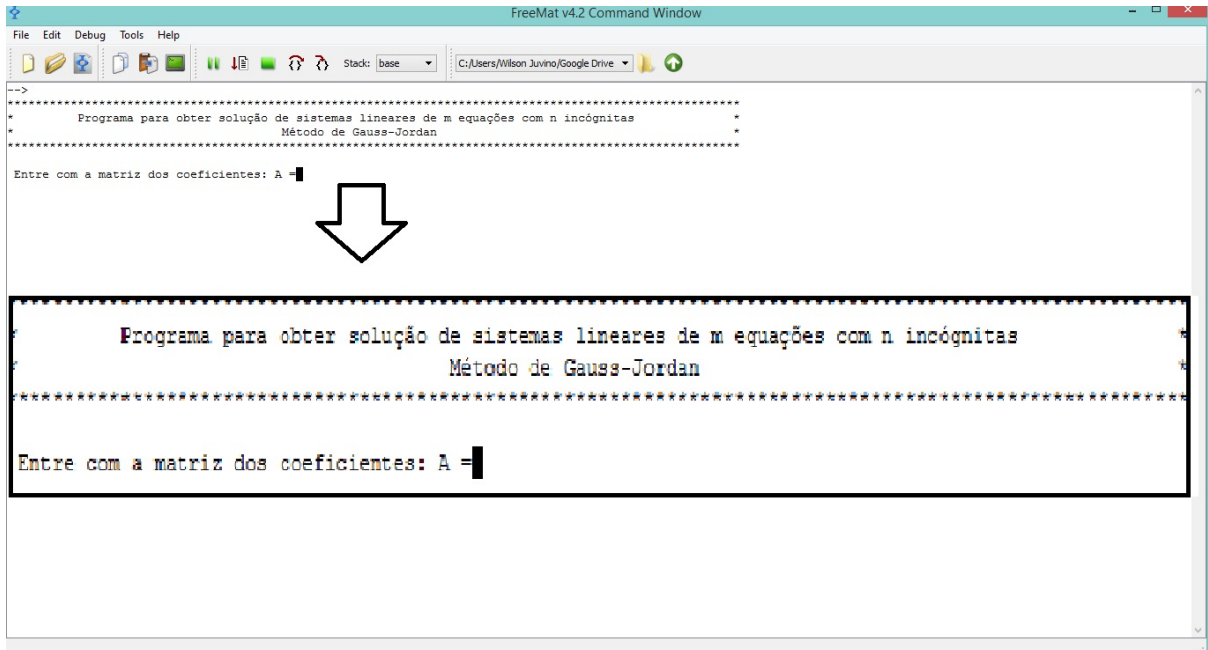 FreeMat v4.2 Command Window
File Edit Debug Tools Help
Stack: base C:/Users/Wilson Juvino/Google Drive
-->
*********************************************************************************************************
* Programa para obter solução de sistemas lineares de m equações com n incógnitas *
* Método de Gauss-Jordan *
*********************************************************************************************************
Entre com a matriz dos coeficientes: A =
*********************************************************************************************************
* Programa para obter solução de sistemas lineares de m equações com n incógnitas *
* Método de Gauss-Jordan *
*********************************************************************************************************
Entre com a matriz dos coeficientes: A =